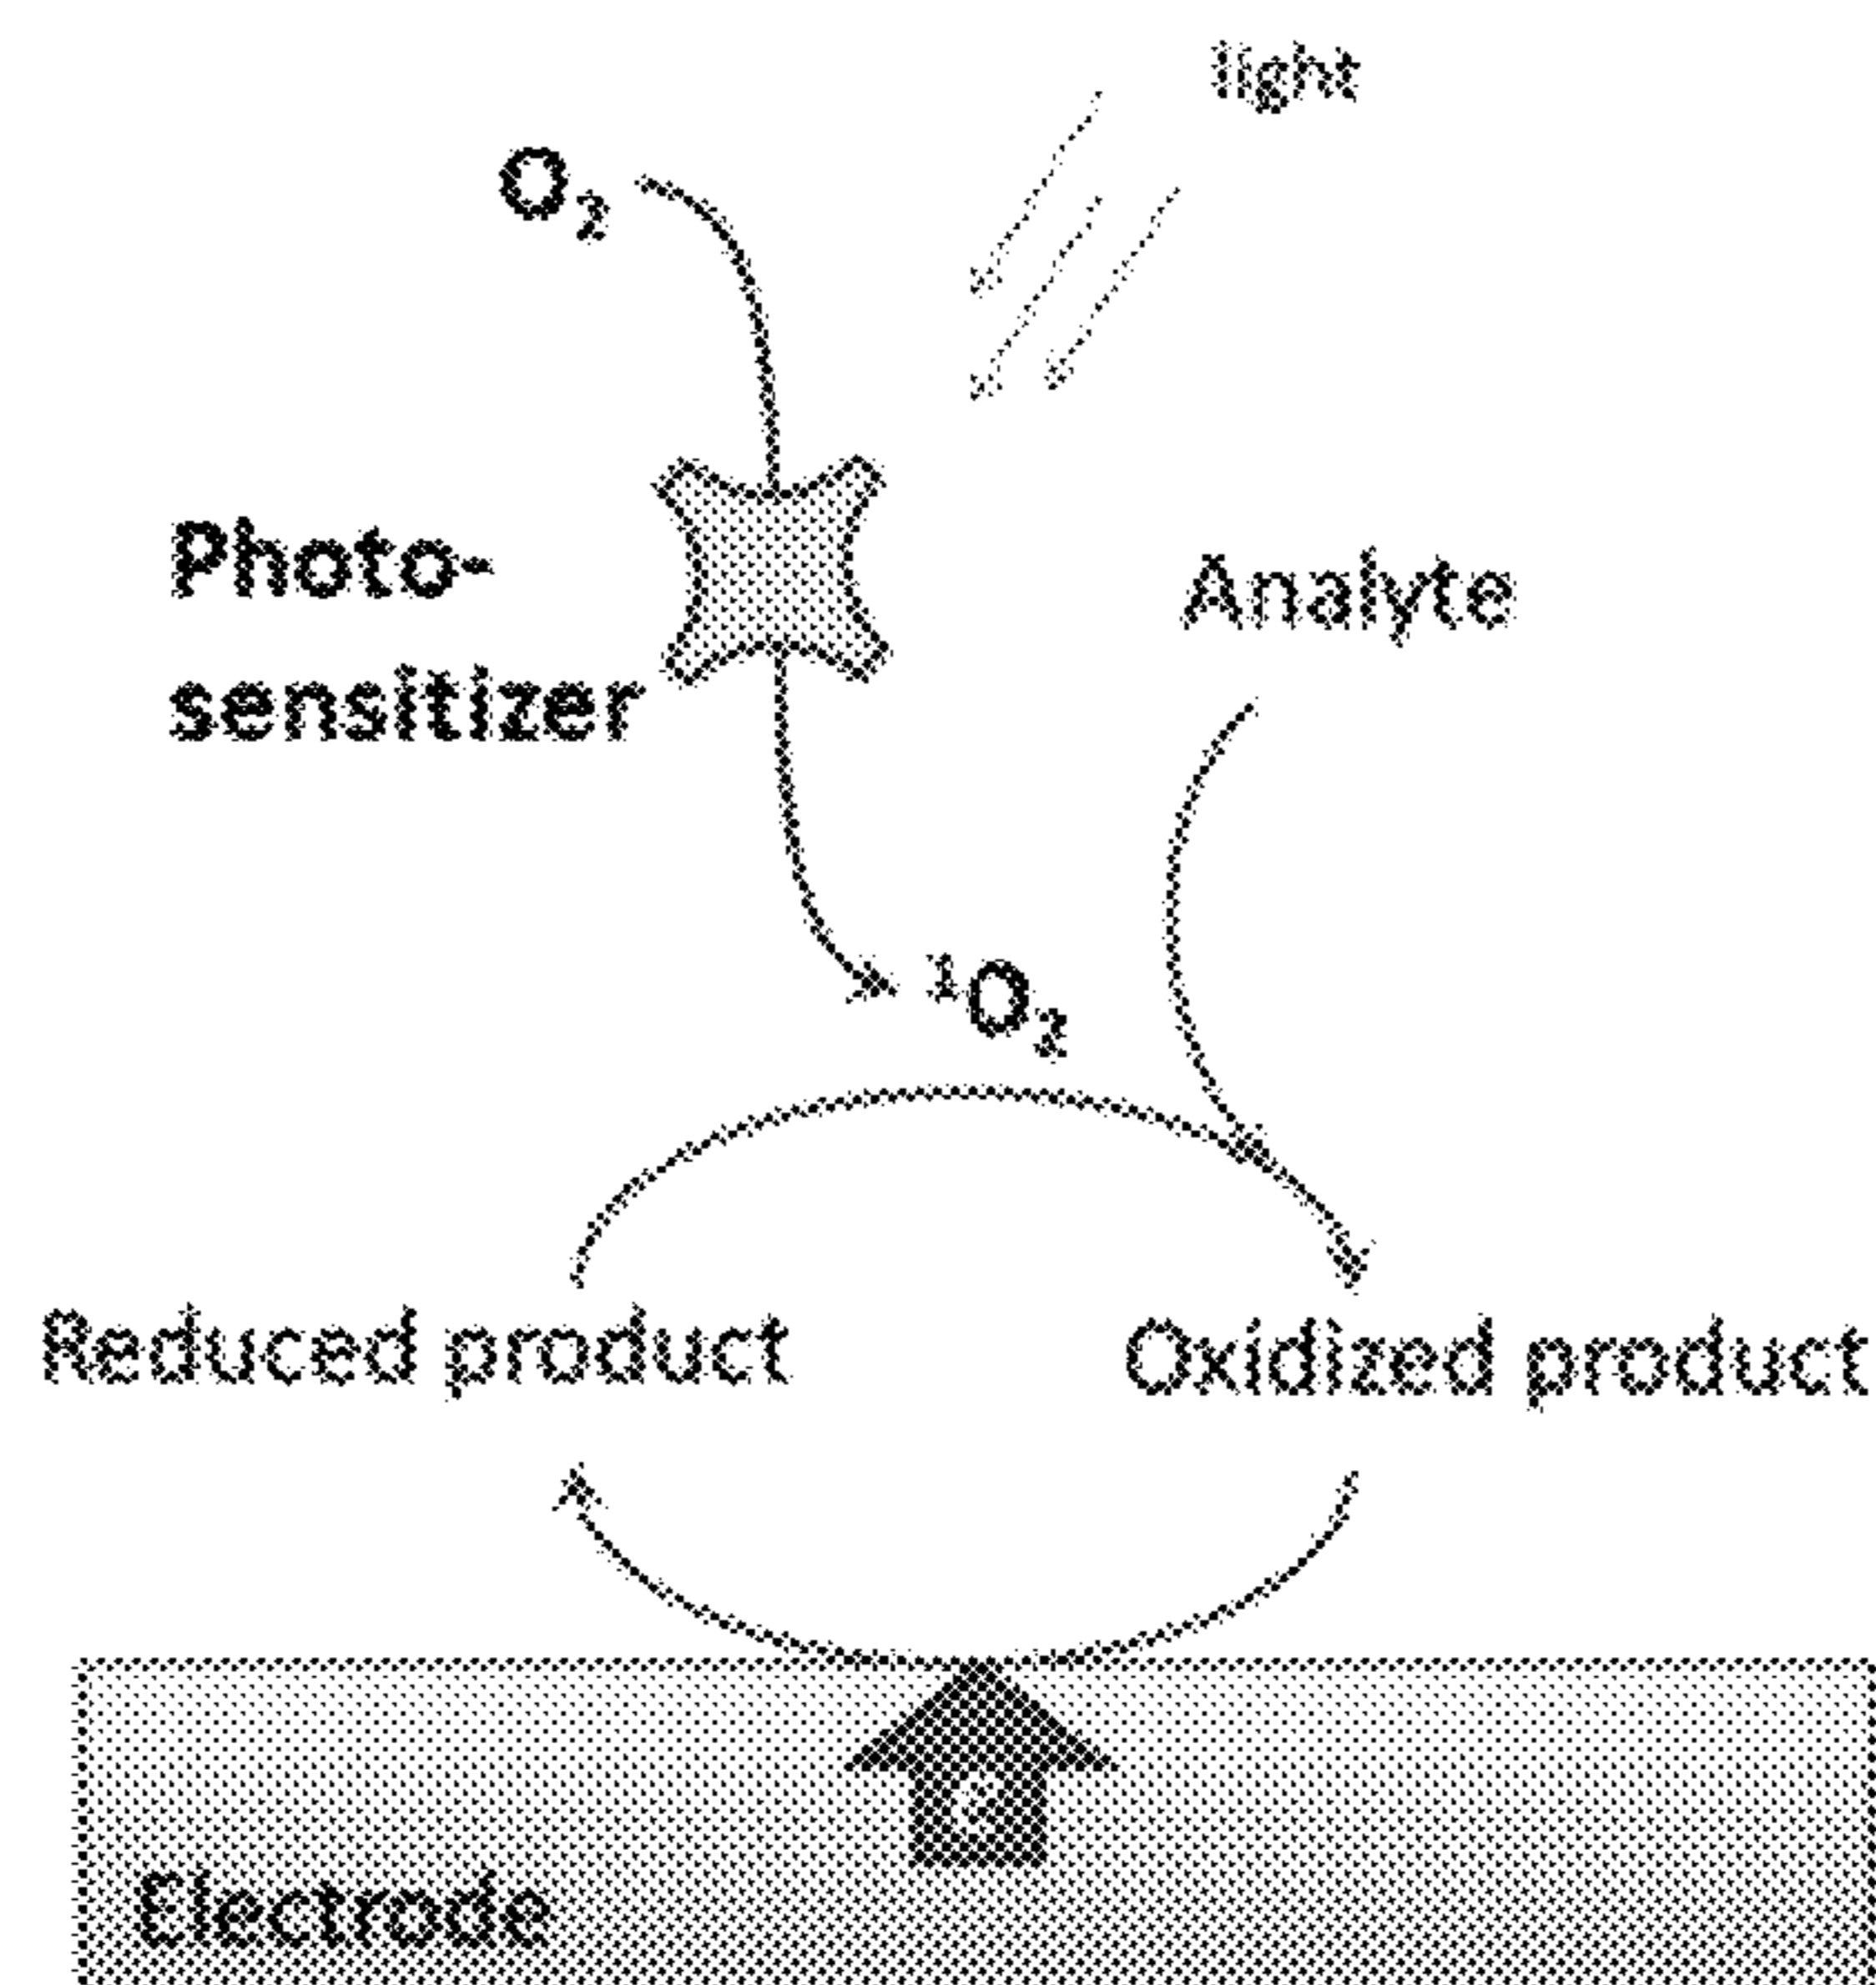 light
O₂
Photo-
sensitizer
Analyte
¹O₂
Reduced product
Oxidized product
e⁻
Electrode